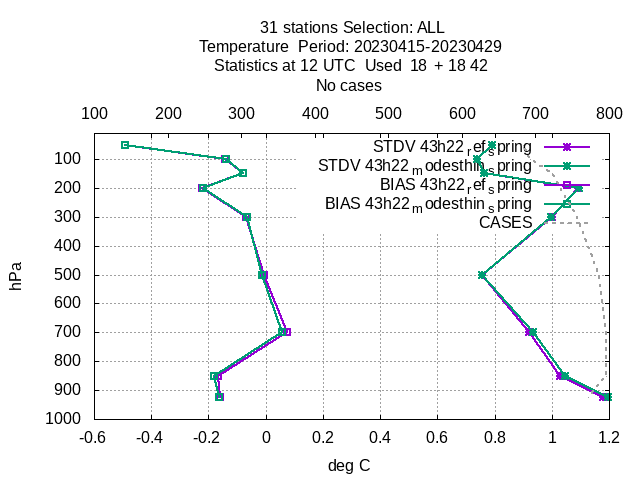 31 stations Selection: ALL
Temperature  Period: 20230415-20230429
Statistics at 12 UTC  Used  18  + 18 42
No cases
100 200 300 400 500 600 700 800
STDV 43h22_ref_spring
STDV 43h22_modesthin_spring
BIAS 43h22_ref_spring
BIAS 43h22_modesthin_spring
CASES
hPa
100
200
300
400
500
600
700
800
900
1000
-0.6 -0.4 -0.2 0 0.2 0.4 0.6 0.8 1 1.2
deg C